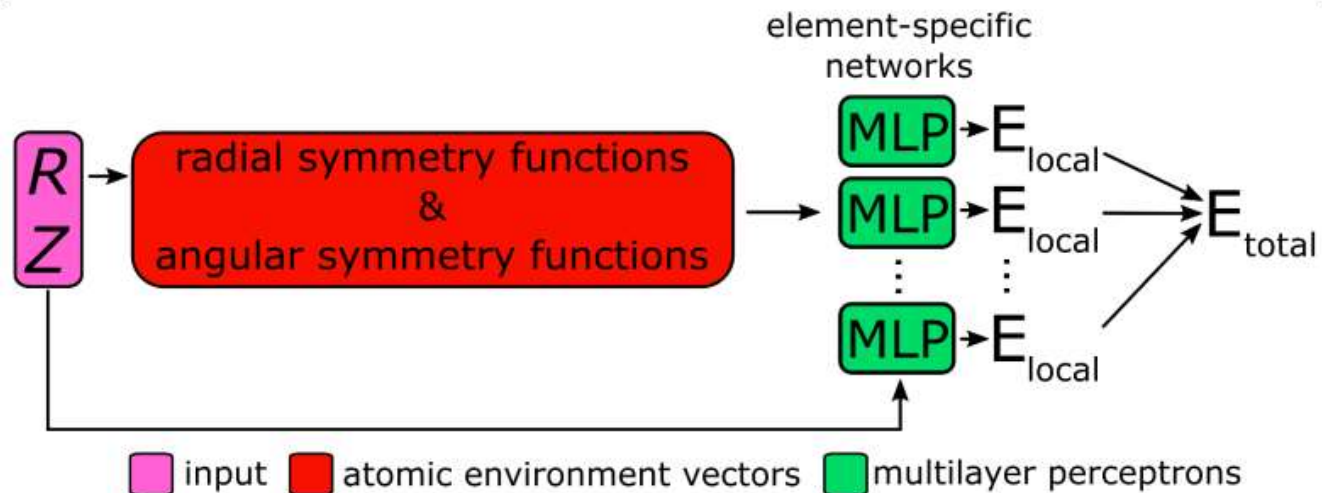 element-specific
networks
R
Z
radial symmetry functions
&
angular symmetry functions
MLP
E local
MLP
E local
MLP
E local
E total
input
atomic environment vectors
multilayer perceptrons